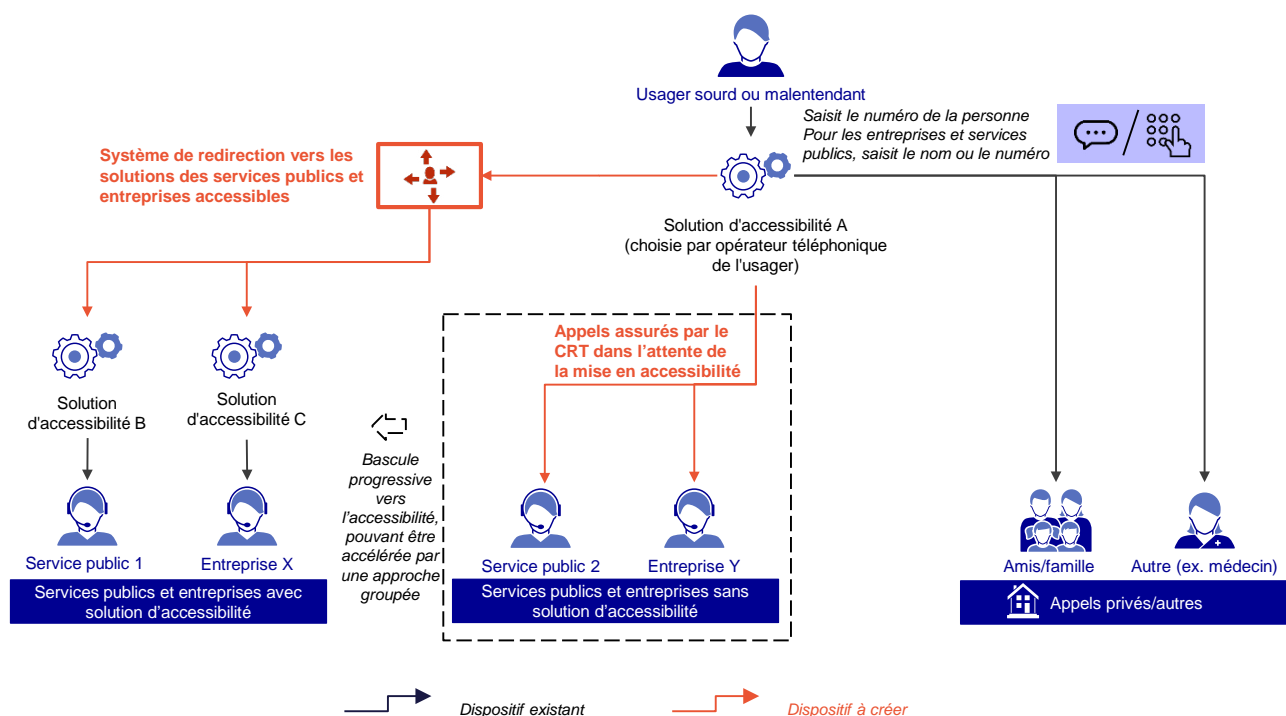 Usager sourd ou malentendant
Saisit le numéro de la personne
Pour les entreprises et services
publics, saisit le nom ou le numéro
Système de redirection vers les
solutions des services publics et
entreprises accessibles
Solution d'accessibilité A
(choisie par opérateur téléphonique
de l'usager)
Appels assurés par le
CRT dans l’attente de
la mise en accessibilité
Solution
d'accessibilité B
Solution
d'accessibilité C
Bascule
progressive
vers
l’accessibilité,
pouvant être
accélérée par
une approche
groupée
Service public 1
Entreprise X
Services publics et entreprises avec
solution d’accessibilité
Service public 2
Entreprise Y
Services publics et entreprises sans
solution d’accessibilité
Amis/famille
Autre (ex. médecin)
Appels privés/autres
Dispositif existant
Dispositif à créer